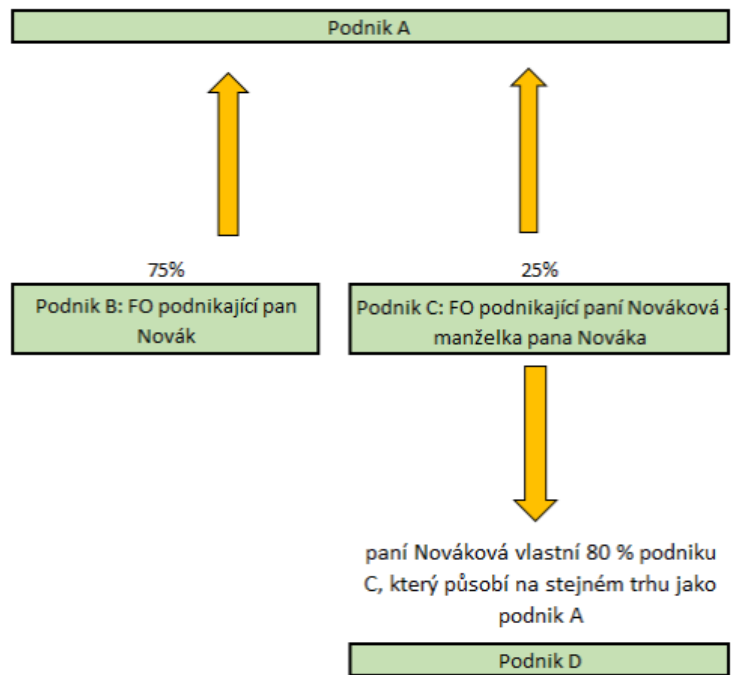 Podnik A
75%
25%
Podnik B: FO podnikající pan
Novák
Podnik C: FO podnikající paní Nováková -
manželka pana Nováka
paní Nováková vlastní 80 % podniku
C, který působí na stejném trhu jako
podnik A
Podnik D